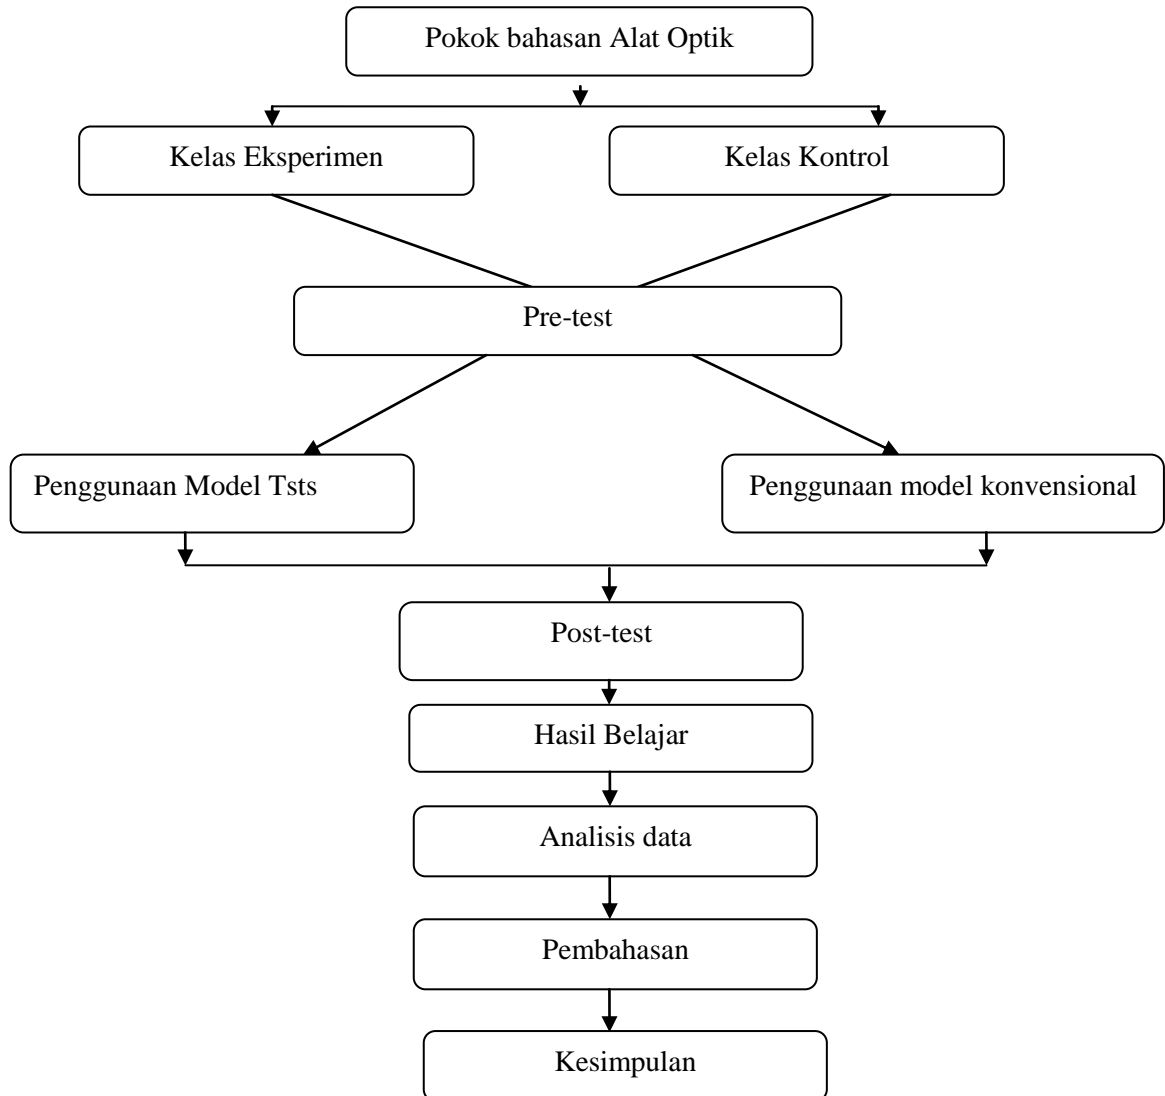 Pokok bahasan Alat Optik
Kelas Eksperimen
Kelas Kontrol
Pre-test
Penggunaan Model Tsts
Penggunaan model konvensional
Post-test
Hasil Belajar
Analisis data
Pembahasan
Kesimpulan